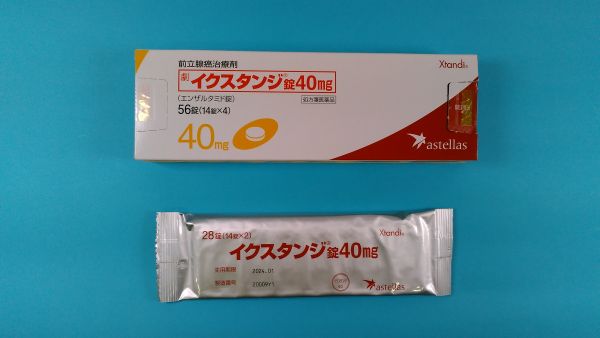 前立腺癌治療剤
Xtandi®
劇 イクスタンジ®錠40mg
(エンザルタミド錠)
処方箋医薬品
56錠(14錠×4)
40mg
astellas
28錠(14錠×2)
Xtandi®
イクスタンジ®錠40mg
使用期限 2024.01
製造番号 20009Y1
astellas